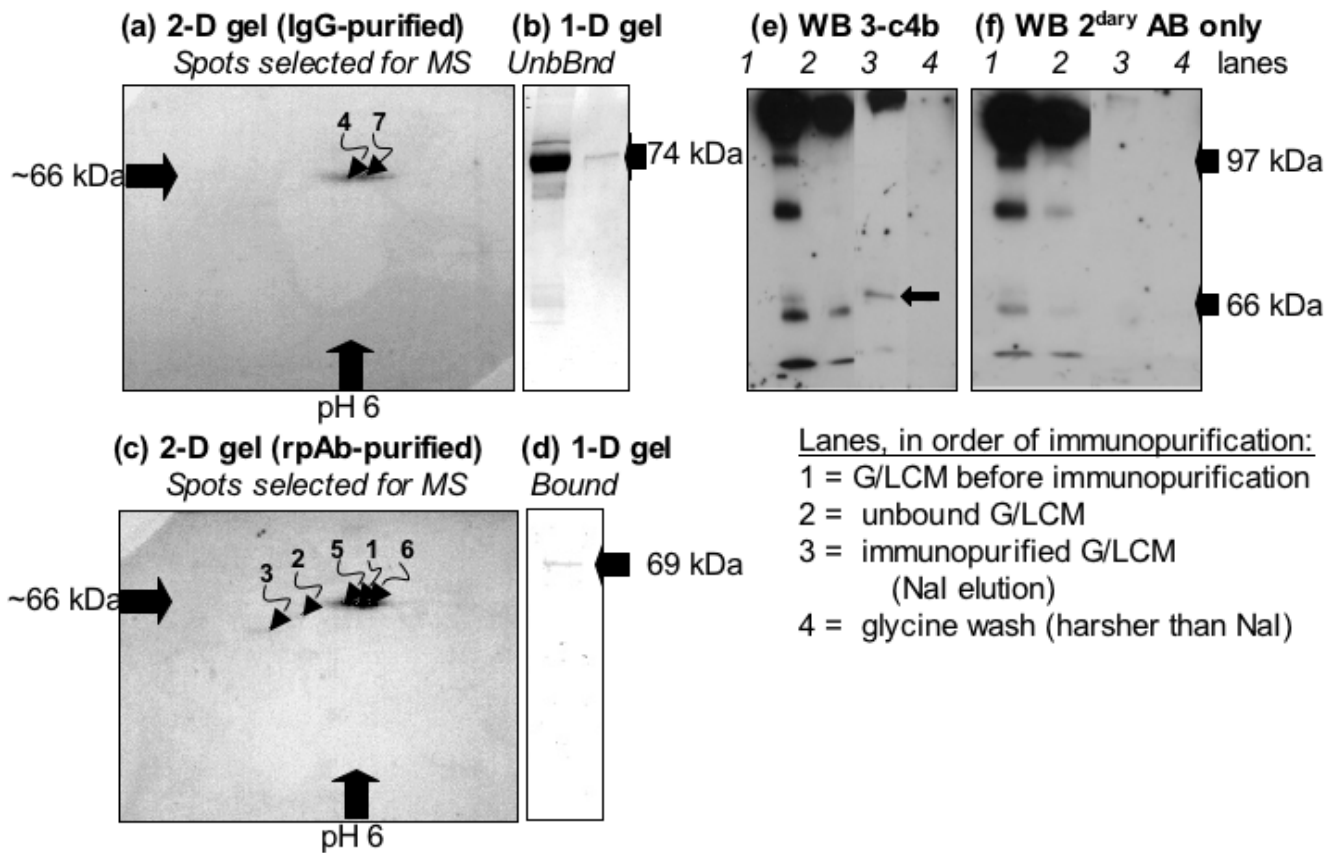 (a) 2-D gel (IgG-purified)
Spots selected for MS
4 7
~66 kDa
pH 6
(b) 1-D gel
UnbBnd
74 kDa
(c) 2-D gel (rpAb-purified)
Spots selected for MS
3 2 5 1 6
~66 kDa
pH 6
(d) 1-D gel
Bound
69 kDa
(e) WB 3-c4b
1 2 3 4
(f) WB 2dary AB only
1 2 3 4 lanes
97 kDa
66 kDa
Lanes, in order of immunopurification:
1 = G/LCM before immunopurification
2 = unbound G/LCM
3 = immunopurified G/LCM
(NaI elution)
4 = glycine wash (harsher than NaI)